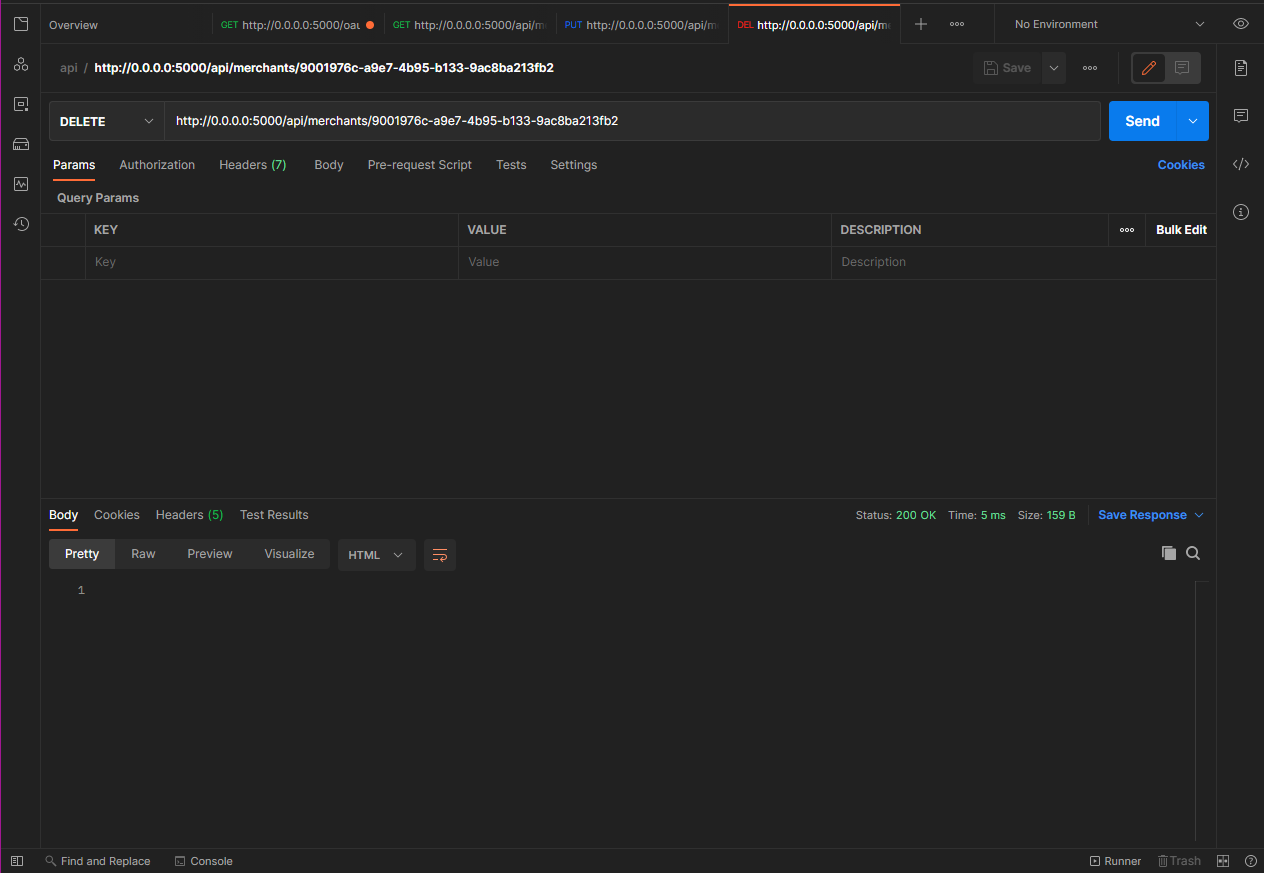 Overview
GET http://0.0.0.0:5000/oau
GET http://0.0.0.0:5000/api/m
PUT http://0.0.0.0:5000/api/m
DEL http://0.0.0.0:5000/api/m
No Environment
api / http://0.0.0.0:5000/api/merchants/9001976c-a9e7-4b95-b133-9ac8ba213fb2
Save
DELETE
http://0.0.0.0:5000/api/merchants/9001976c-a9e7-4b95-b133-9ac8ba213fb2
Send
Params Authorization Headers (7) Body Pre-request Script Tests Settings Cookies
Query Params
KEY VALUE DESCRIPTION Bulk Edit
Key Value Description
Body Cookies Headers (5) Test Results Status: 200 OK Time: 5 ms Size: 159 B Save Response
Pretty Raw Preview Visualize HTML
1
Find and Replace Console Runner Trash